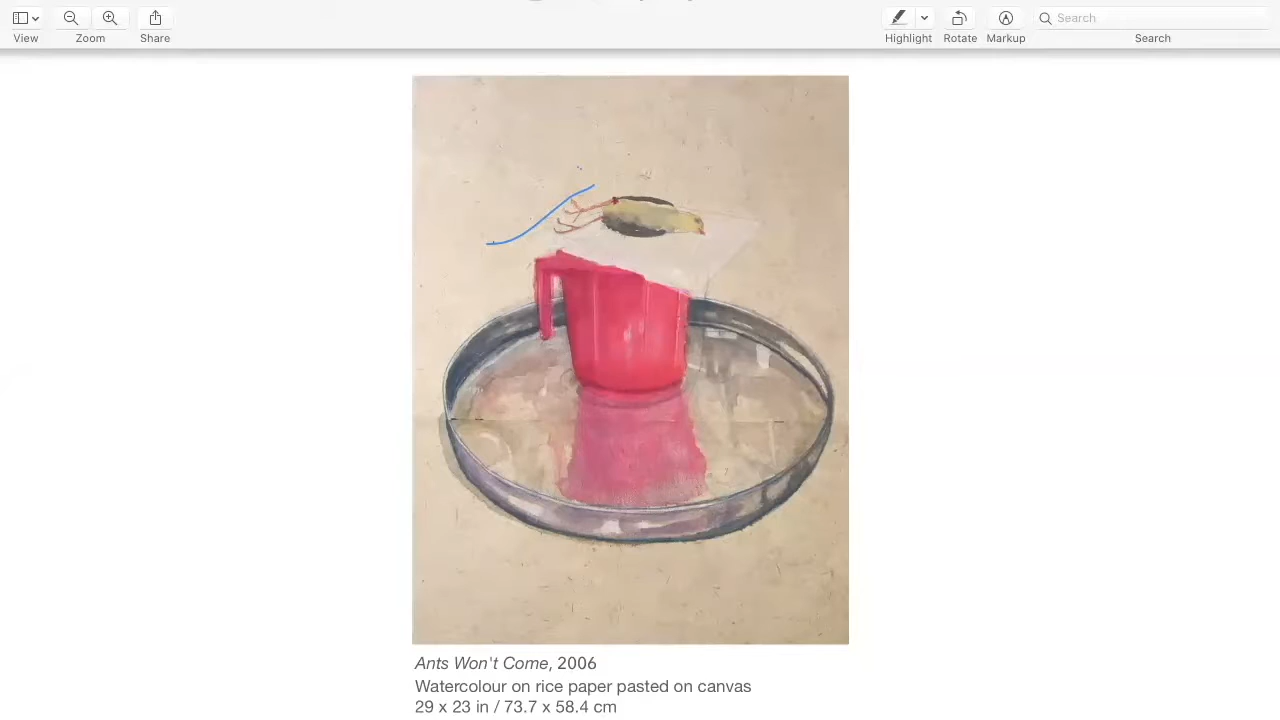 View
Zoom
Share
Highlight
Rotate
Markup
Search
Search
Ants Won't Come, 2006
Watercolour on rice paper pasted on canvas
29 x 23 in / 73.7 x 58.4 cm